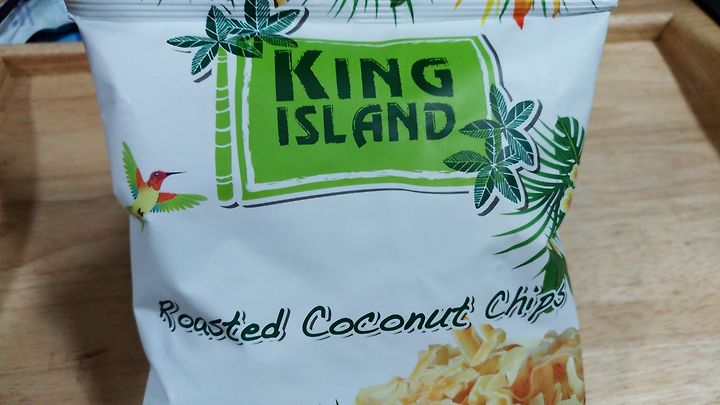 KING
ISLAND
Roasted Coconut Chips